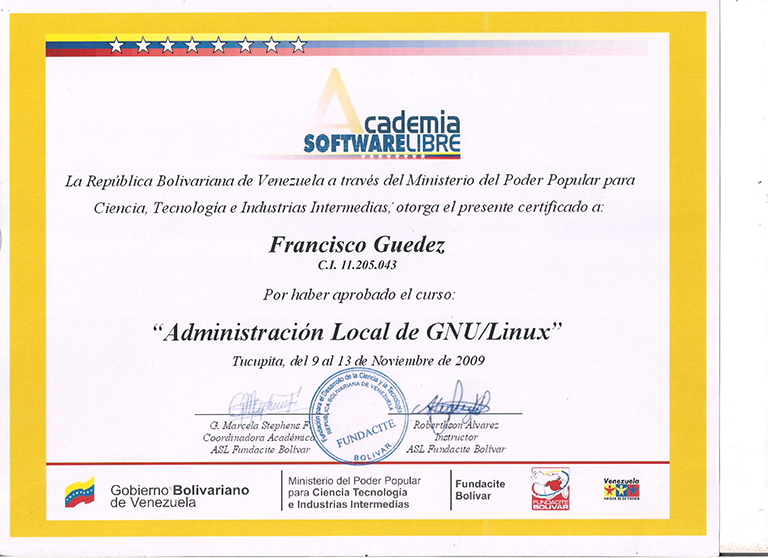 Academia
SOFTWARELIBRE
La República Bolivariana de Venezuela a través del Ministerio del Poder Popular para
Ciencia, Tecnología e Industrias Intermedias, otorga el presente certificado a:
Francisco Guedez
C.I. 11.205.043
Por haber aprobado el curso:
“Administración Local de GNU/Linux”
Tucupita, del 9 al 13 de Noviembre de 2009
Fundación para el Desarrollo de la Ciencia y la Tecnología
REPUBLICA BOLIVARIANA DE VENEZUELA
FUNDACITE
BOLIVAR
G. Marcela Stephens F.
Coordinadora Académica
ASL Fundacite Bolívar
Roberthson Alvarez
Instructor
ASL Fundacite Bolívar
Gobierno Bolivariano
de Venezuela
Ministerio del Poder Popular
para Ciencia Tecnología
e Industrias Intermedias
Fundacite
Bolívar
FUNDACITE
BOLIVAR
Venezuela
AHORA ES DE TODOS